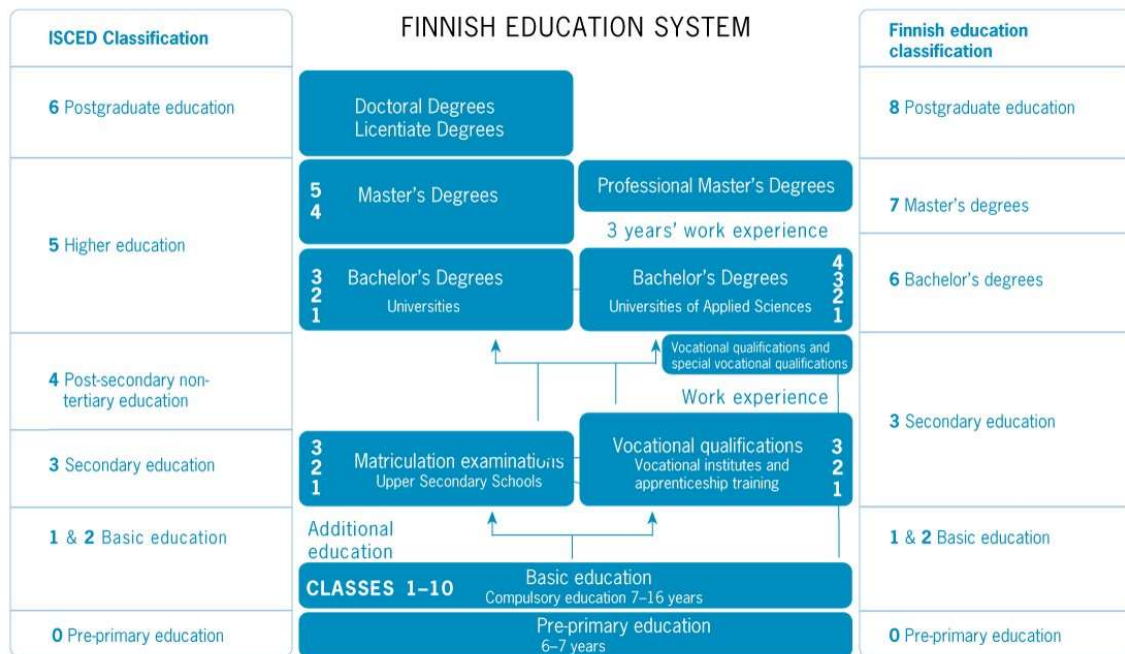 FINNISH EDUCATION SYSTEM
ISCED Classification
6 Postgraduate education
5 Higher education
4 Post-secondary non-
tertiary education
3 Secondary education
1 & 2 Basic education
0 Pre-primary education
Doctoral Degrees
Licentiate Degrees
5
4
Master's Degrees
Professional Master's Degrees
3 years' work experience
3
2
1
Bachelor's Degrees
Universities
Bachelor's Degrees
Universities of Applied Sciences
4
3
2
1
Vocational qualifications and
special vocational qualifications
Work experience
3
2
1
Matriculation examinations
Upper Secondary Schools
Vocational qualifications
Vocational institutes and
apprenticeship training
3
2
1
Additional
education
CLASSES 1–10
Basic education
Compulsory education 7–16 years
Pre-primary education
6–7 years
Finnish education
classification
8 Postgraduate education
7 Master's degrees
6 Bachelor's degrees
3 Secondary education
1 & 2 Basic education
0 Pre-primary education